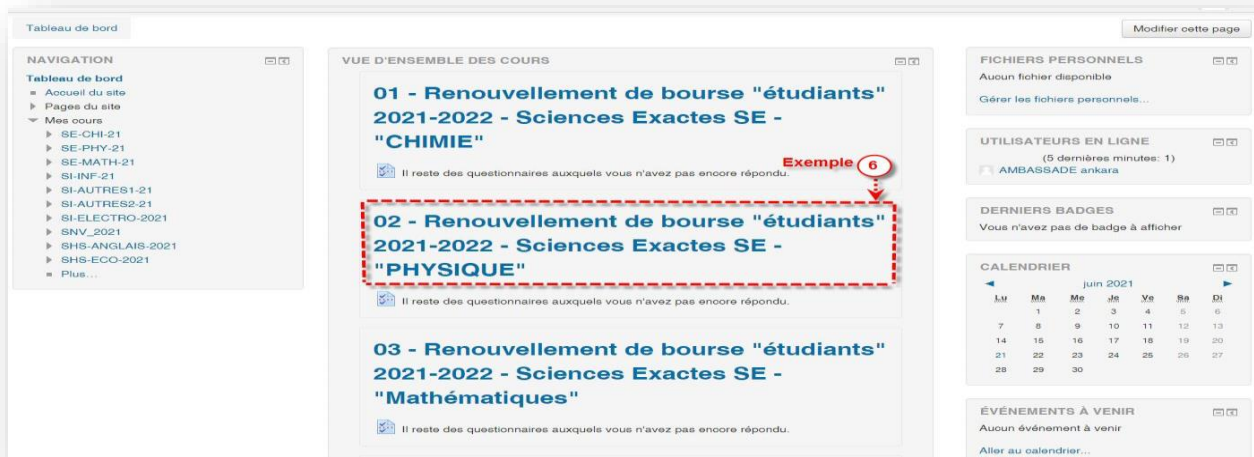 Tableau de bord
Modifier cette page
NAVIGATION
Tableau de bord
Accueil du site
Pages du site
Mes cours
SE-CHI-21
SE-PHY-21
SE-MATH-21
SI-INF-21
SI-AUTRES1-21
SI-AUTRES2-21
SI-ELECTRO-2021
SNV_2021
SHS-ANGLAIS-2021
SHS-ECO-2021
Plus...
VUE D'ENSEMBLE DES COURS
01 - Renouvellement de bourse "étudiants"
2021-2022 - Sciences Exactes SE -
"CHIMIE"
Il reste des questionnaires auxquels vous n'avez pas encore répondu.
Exemple 6
02 - Renouvellement de bourse "étudiants"
2021-2022 - Sciences Exactes SE -
"PHYSIQUE"
Il reste des questionnaires auxquels vous n'avez pas encore répondu.
03 - Renouvellement de bourse "étudiants"
2021-2022 - Sciences Exactes SE -
"Mathématiques"
Il reste des questionnaires auxquels vous n'avez pas encore répondu.
FICHIERS PERSONNELS
Aucun fichier disponible
Gérer les fichiers personnels...
UTILISATEURS EN LIGNE
(5 dernières minutes: 1)
AMBASSADE ankara
DERNIERS BADGES
Vous n'avez pas de badge à afficher
CALENDRIER
juin 2021
Lu Ma Me Je Ve Sa Di
1 2 3 4 5 6
7 8 9 10 11 12 13
14 15 16 17 18 19 20
21 22 23 24 25 26 27
28 29 30
ÉVÉNEMENTS À VENIR
Aucun événement à venir
Aller au calendrier...